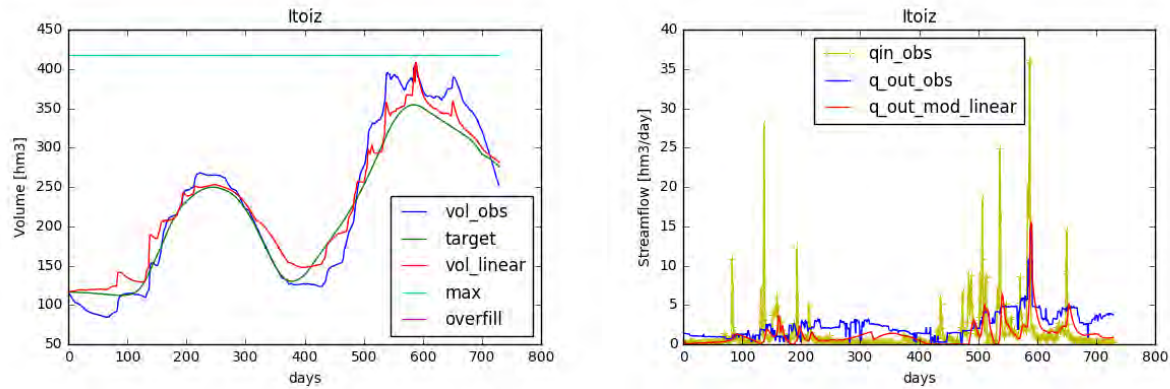 Itoiz
450
400
350
300
250
200
150
100
50
Volume [hm3]
0 100 200 300 400 500 600 700 800
days
vol_obs
target
vol_linear
max
overfill
Itoiz
40
35
30
25
20
15
10
5
0
Streamflow [hm3/day]
0 100 200 300 400 500 600 700 800
days
qin_obs
q_out_obs
q_out_mod_linear